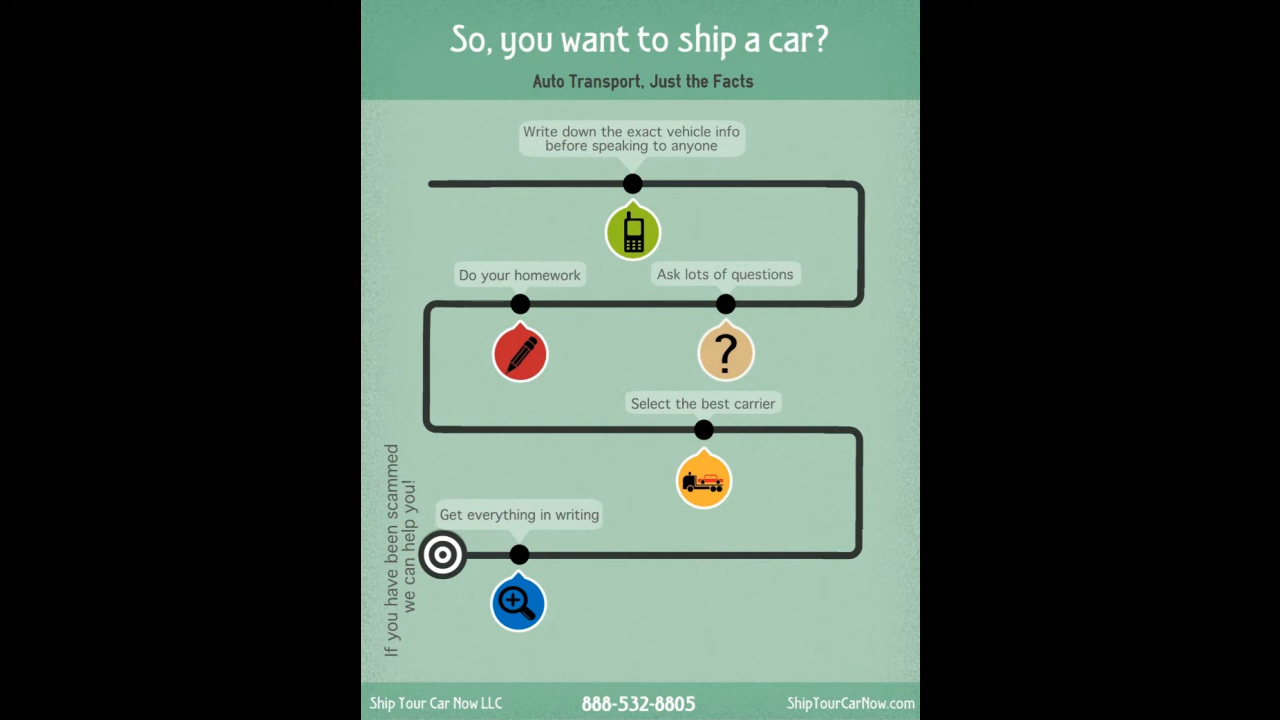 So, you want to ship a car?
Auto Transport, Just the Facts
Write down the exact vehicle info
before speaking to anyone
Do your homework
Ask lots of questions
Select the best carrier
Get everything in writing
If you have been scammed
we can help you!
Ship Your Car Now LLC
888-532-8805
ShipYourCarNow.com